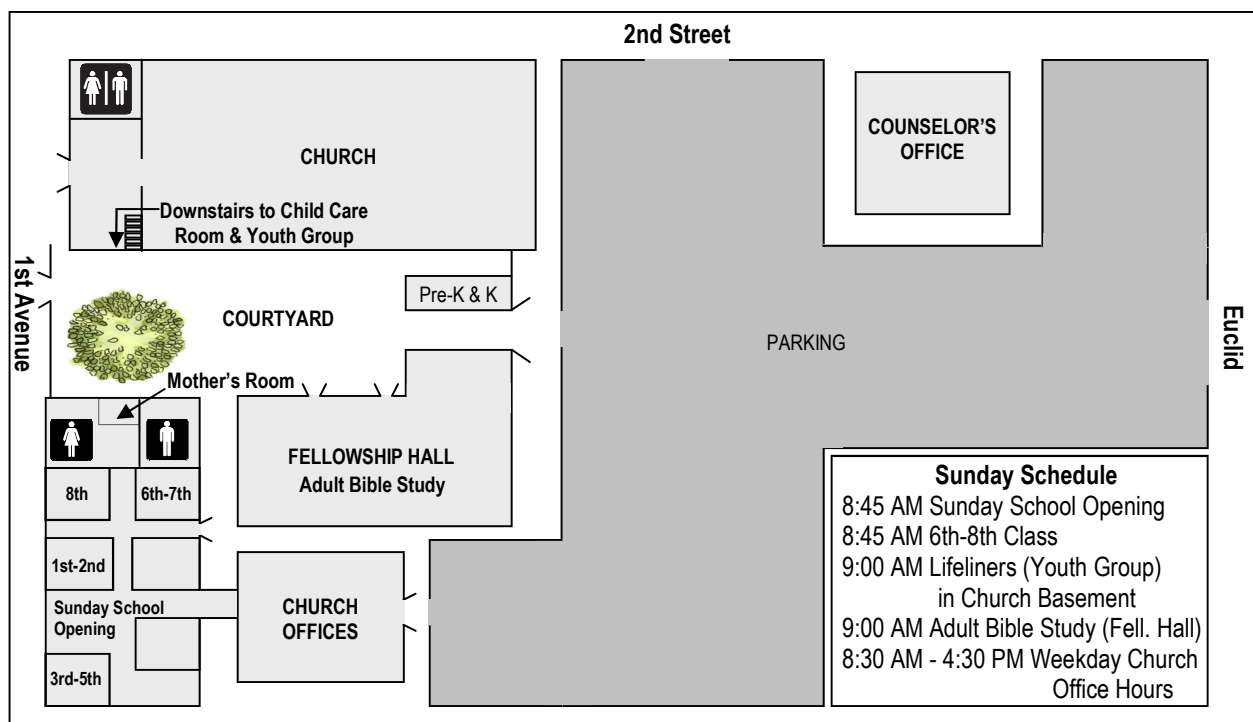 2nd Street
CHURCH
COUNSELOR'S
OFFICE
Downstairs to Child Care
Room & Youth Group
1st Avenue
Pre-K & K
COURTYARD
PARKING
Euclid
Mother's Room
FELLOWSHIP HALL
Adult Bible Study
8th
6th-7th
1st-2nd
Sunday School
Opening
3rd-5th
CHURCH
OFFICES
Sunday Schedule
8:45 AM Sunday School Opening
8:45 AM 6th-8th Class
9:00 AM Lifeliners (Youth Group)
in Church Basement
9:00 AM Adult Bible Study (Fell. Hall)
8:30 AM - 4:30 PM Weekday Church
Office Hours